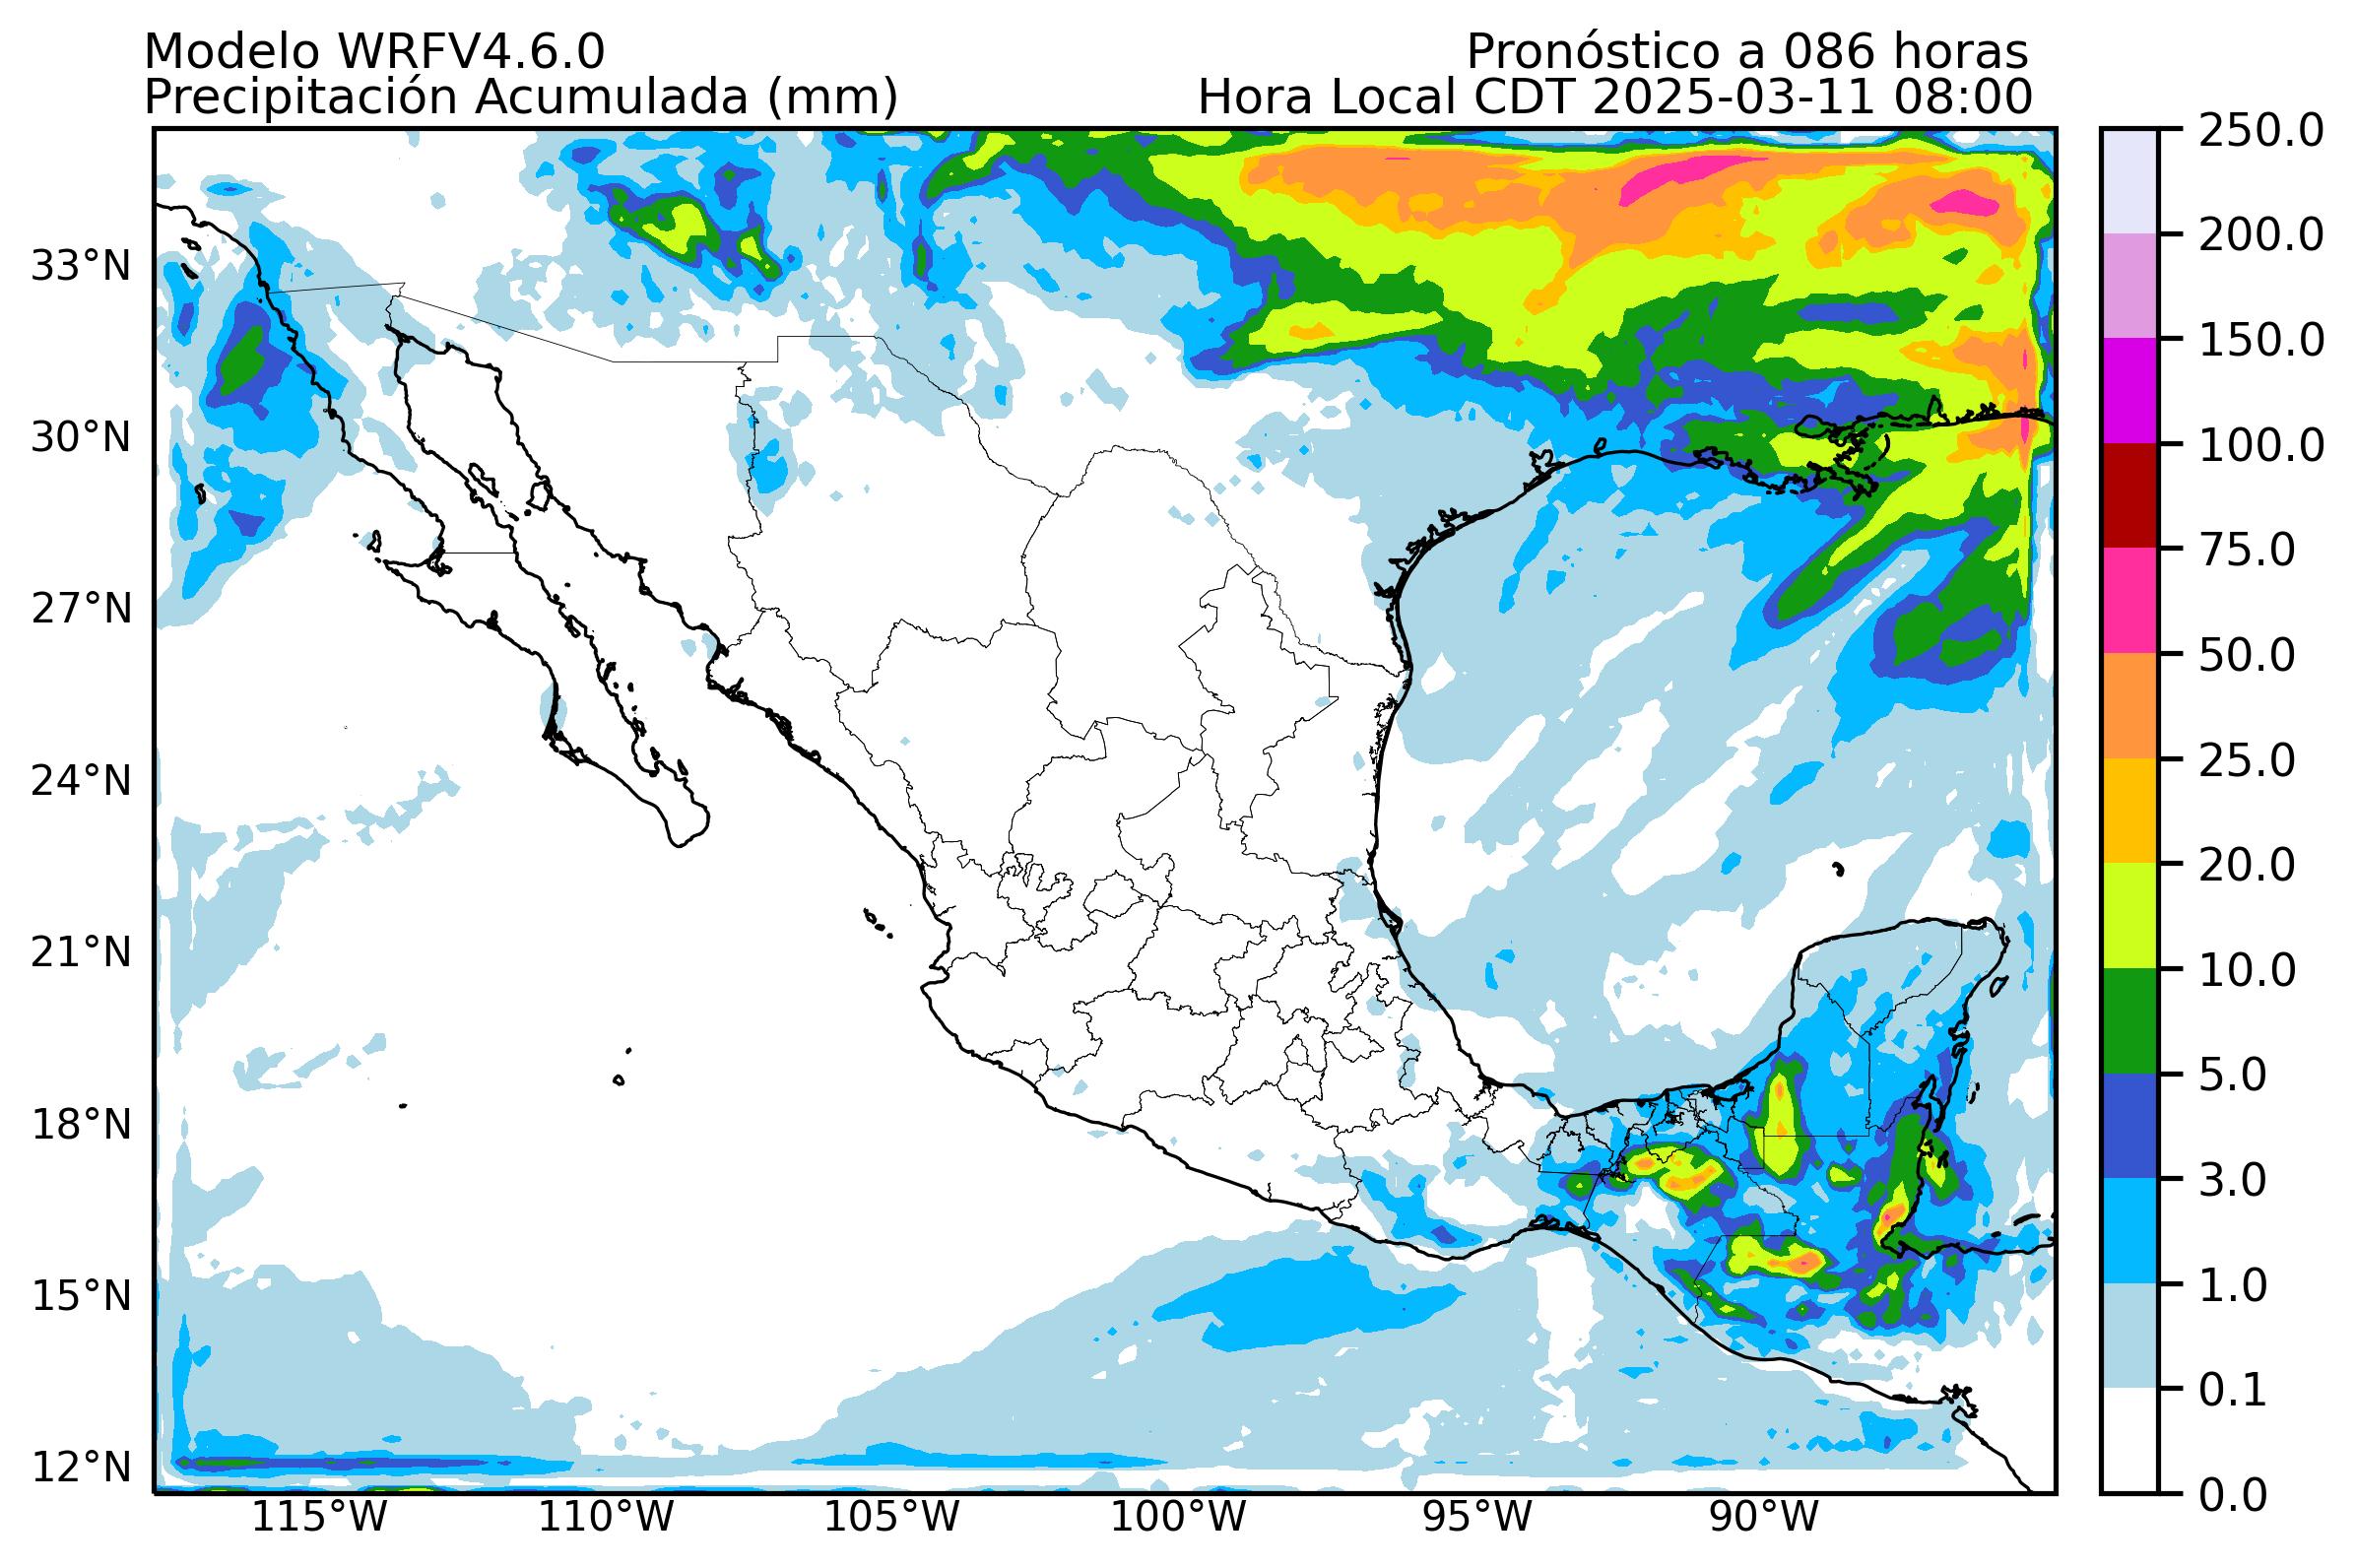 Modelo WRFV4.6.0
Pronóstico a 086 horas
Precipitación Acumulada (mm)
Hora Local CDT 2025-03-11 08:00
33°N
30°N
27°N
24°N
21°N
18°N
15°N
12°N
115°W
110°W
105°W
100°W
95°W
90°W
250.0
200.0
150.0
100.0
75.0
50.0
25.0
20.0
10.0
5.0
3.0
1.0
0.1
0.0